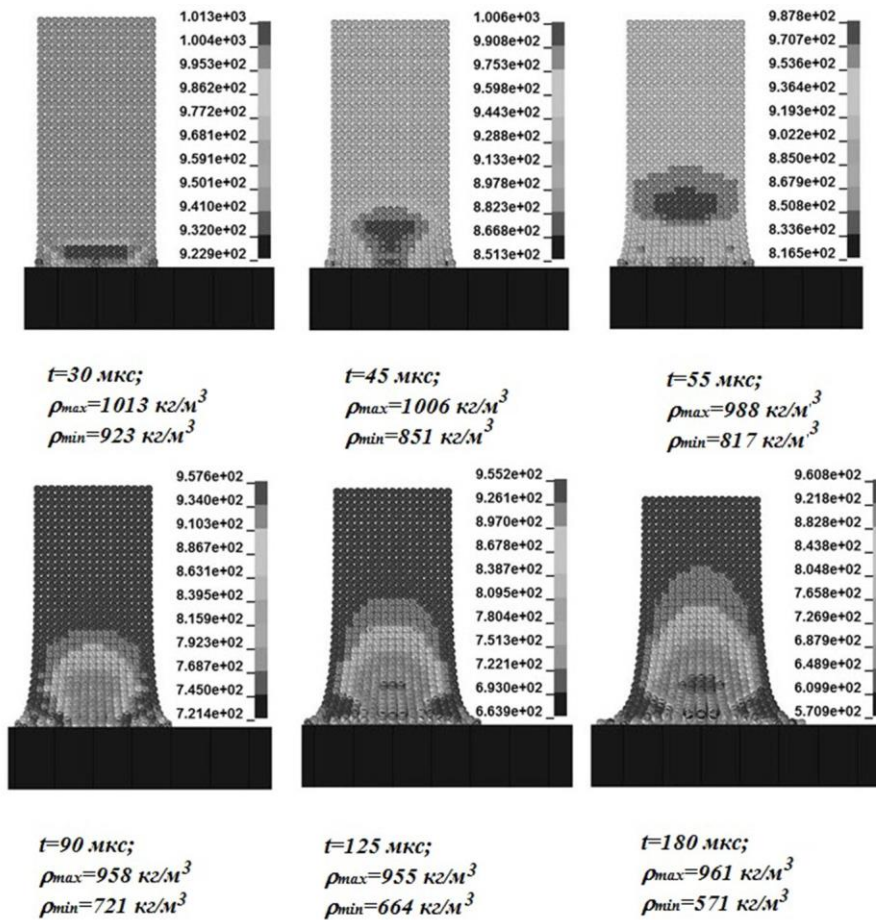 1.013e+03
1.004e+03
9.953e+02
9.862e+02
9.772e+02
9.681e+02
9.591e+02
9.501e+02
9.410e+02
9.320e+02
9.229e+02
1.006e+03
9.908e+02
9.753e+02
9.598e+02
9.443e+02
9.288e+02
9.133e+02
8.978e+02
8.823e+02
8.668e+02
8.513e+02
9.878e+02
9.707e+02
9.536e+02
9.364e+02
9.193e+02
9.022e+02
8.850e+02
8.679e+02
8.508e+02
8.336e+02
8.165e+02
t=30 мкс;
ρmax=1013 кг/м³
ρmin=923 кг/м³
t=45 мкс;
ρmax=1006 кг/м³
ρmin=851 кг/м³
t=55 мкс;
ρmax=988 кг/м³
ρmin=817 кг/м³
9.576e+02
9.340e+02
9.103e+02
8.867e+02
8.631e+02
8.395e+02
8.159e+02
7.923e+02
7.687e+02
7.450e+02
7.214e+02
9.552e+02
9.261e+02
8.970e+02
8.678e+02
8.387e+02
8.095e+02
7.804e+02
7.513e+02
7.221e+02
6.930e+02
6.639e+02
9.608e+02
9.218e+02
8.828e+02
8.438e+02
8.048e+02
7.658e+02
7.269e+02
6.879e+02
6.489e+02
6.099e+02
5.709e+02
t=90 мкс;
ρmax=958 кг/м³
ρmin=721 кг/м³
t=125 мкс;
ρmax=955 кг/м³
ρmin=664 кг/м³
t=180 мкс;
ρmax=961 кг/м³
ρmin=571 кг/м³